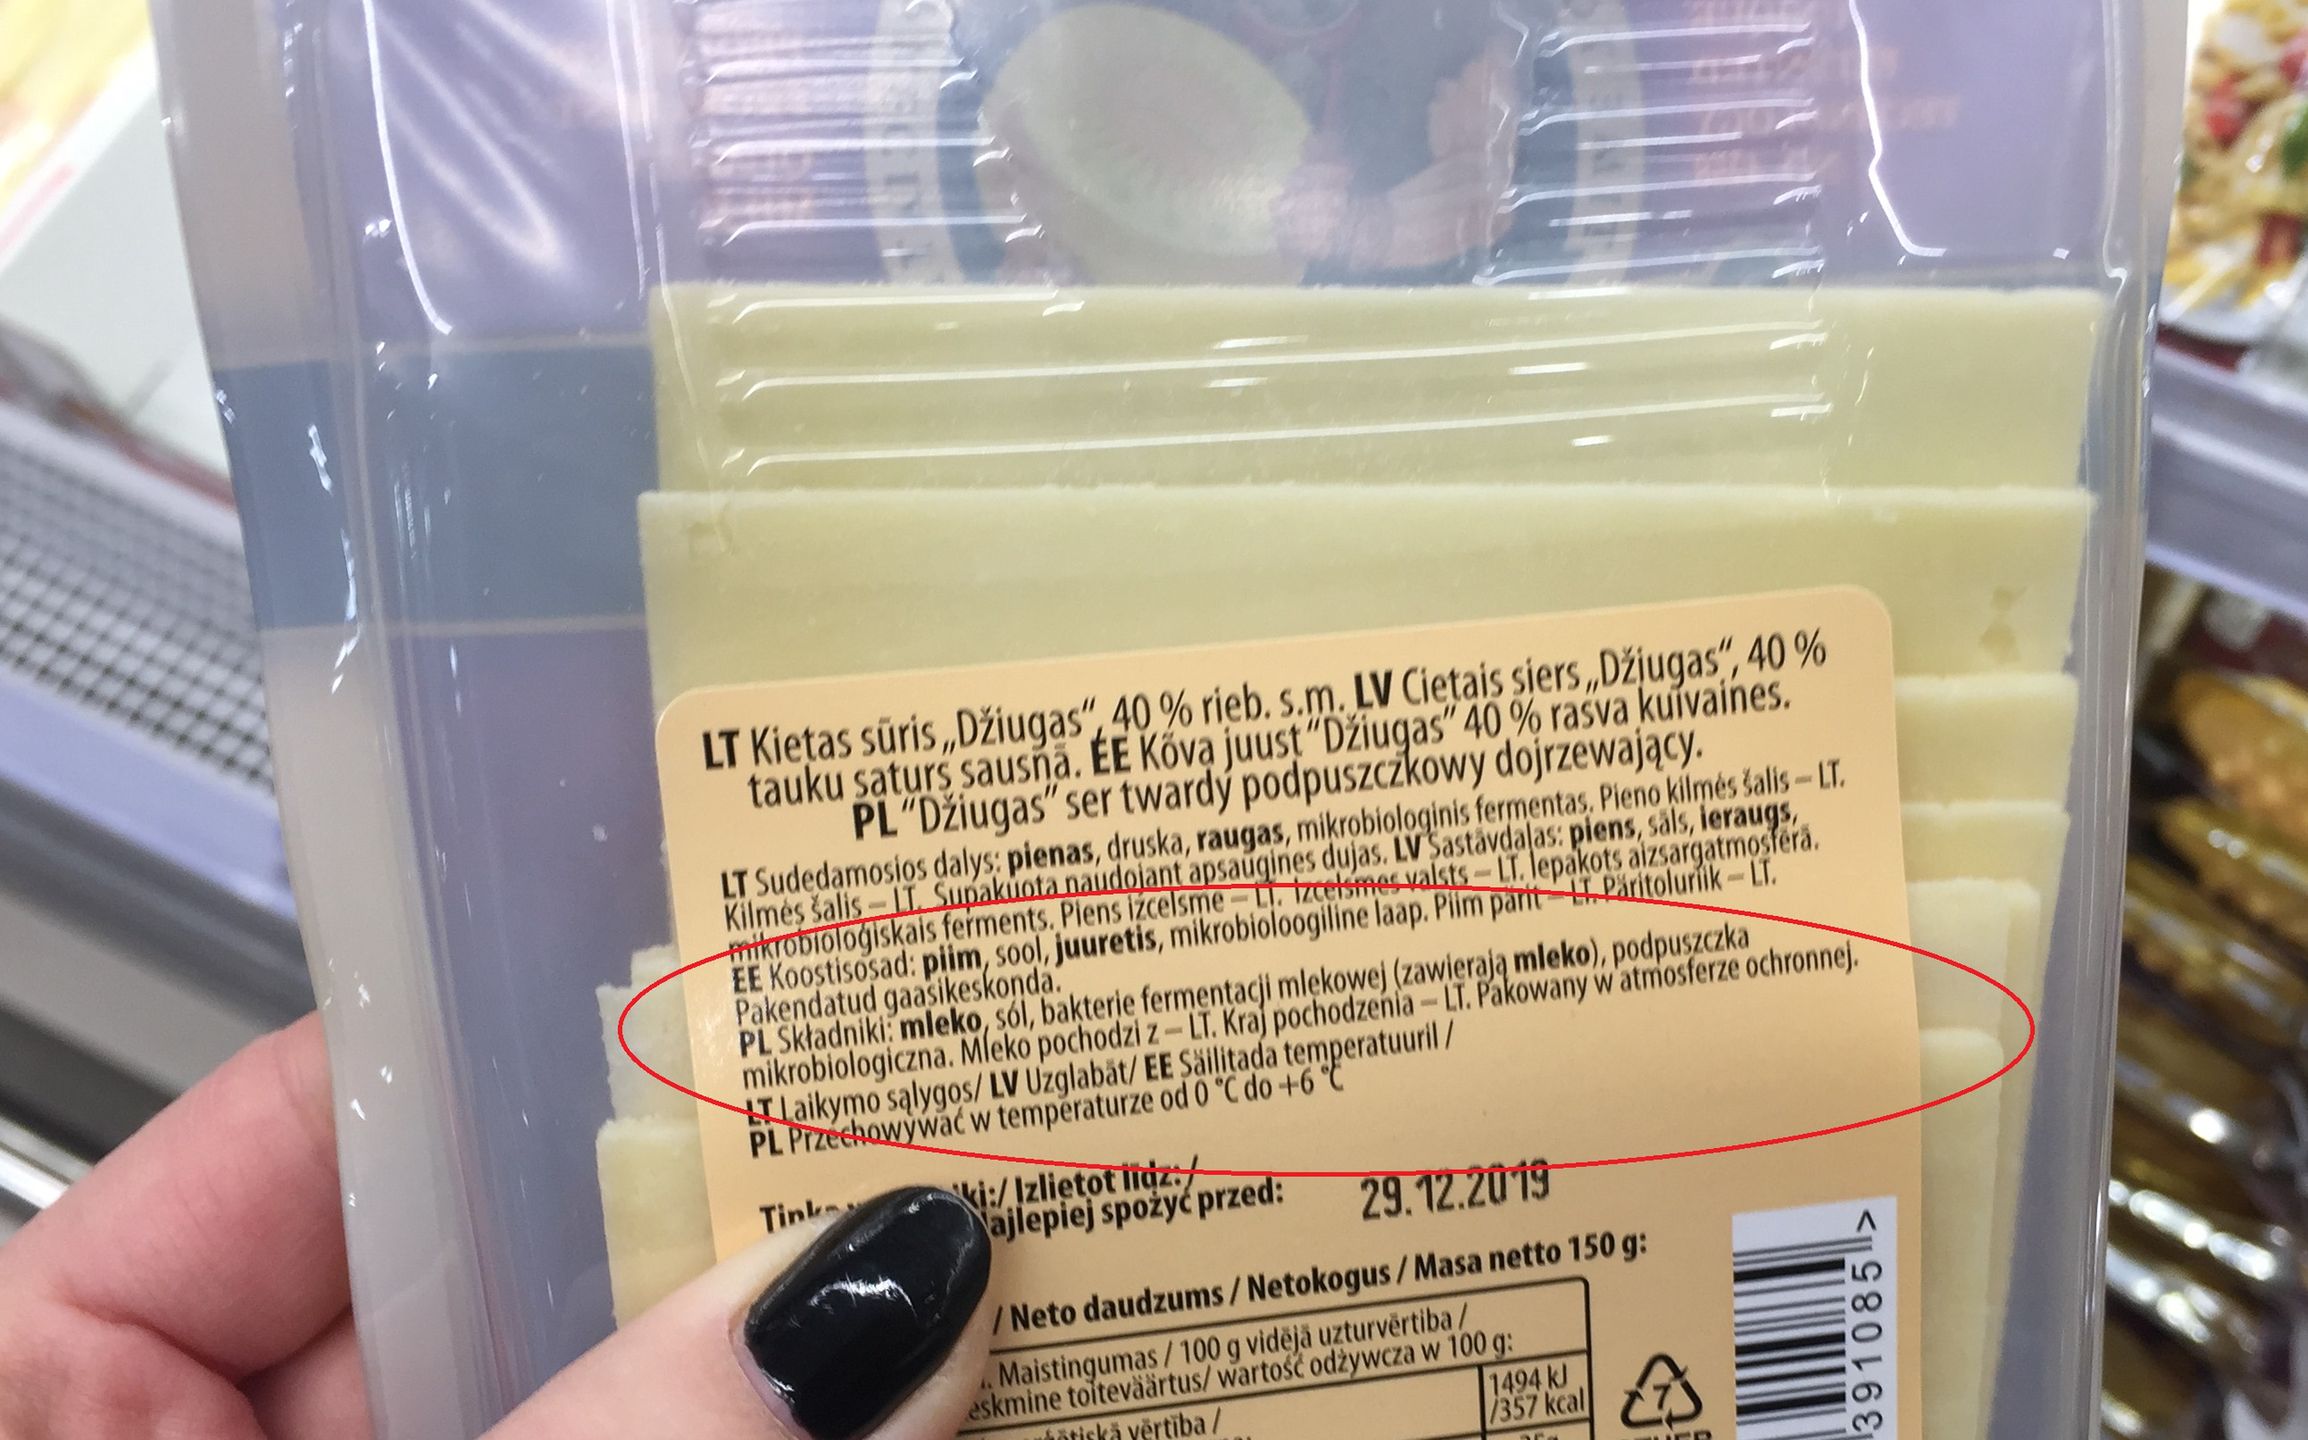 LT Kietas sūris „Džiugas“, 40 % rieb. s.m. LV Cietais siers „Džiugas“, 40 %
tauku saturs sausnā. EE Kõva juust “Džiugas” 40 % rasva kuivaines.
PL “Džiugas” ser twardy podpuszczkowy dojrzewający.
LT Sudedamosios dalys: pienas, druska, raugas, mikrobiologinis fermentas. Pieno kilmės šalis – LT.
Kilmės šalis – LT. Supakuota naudojant apsaugines dujas. LV Sastāvdaļas: piens, sāls, ieraugs,
mikrobioloģiskais ferments. Piens izcelsme – LT. Izcelsmes valsts – LT. Iepakots aizsargatmosfērā.
EE Koostisosad: piim, sool, juuretis, mikrobioloogiline laap. Piim pärit – LT. Päritoluriik – LT.
Pakendatud gaasikeskonda.
PL Składniki: mleko, sól, bakterie fermentacji mlekowej (zawierają mleko), podpuszczka
mikrobiologiczna. Mleko pochodzi z – LT. Kraj pochodzenia – LT. Pakowany w atmosferze ochronnej.
LT Laikymo sąlygos/ LV Uzglabāt/ EE Säilitada temperatuuril /
PL Przechowywać w temperaturze od 0 °C do +6 °C
iki:/ Izlietot līdz:/
ajlepiej spożyć przed: 29.12.2019
/ Neto daudzums / Netokogus / Masa netto 150 g:
. Maistingumas / 100 g vidējā uzturvērtība /
eskmine toiteväärtus/ wartość odżywcza w 100 g:
vērtība /
1494 kJ
/357 kcal
7
391085 >